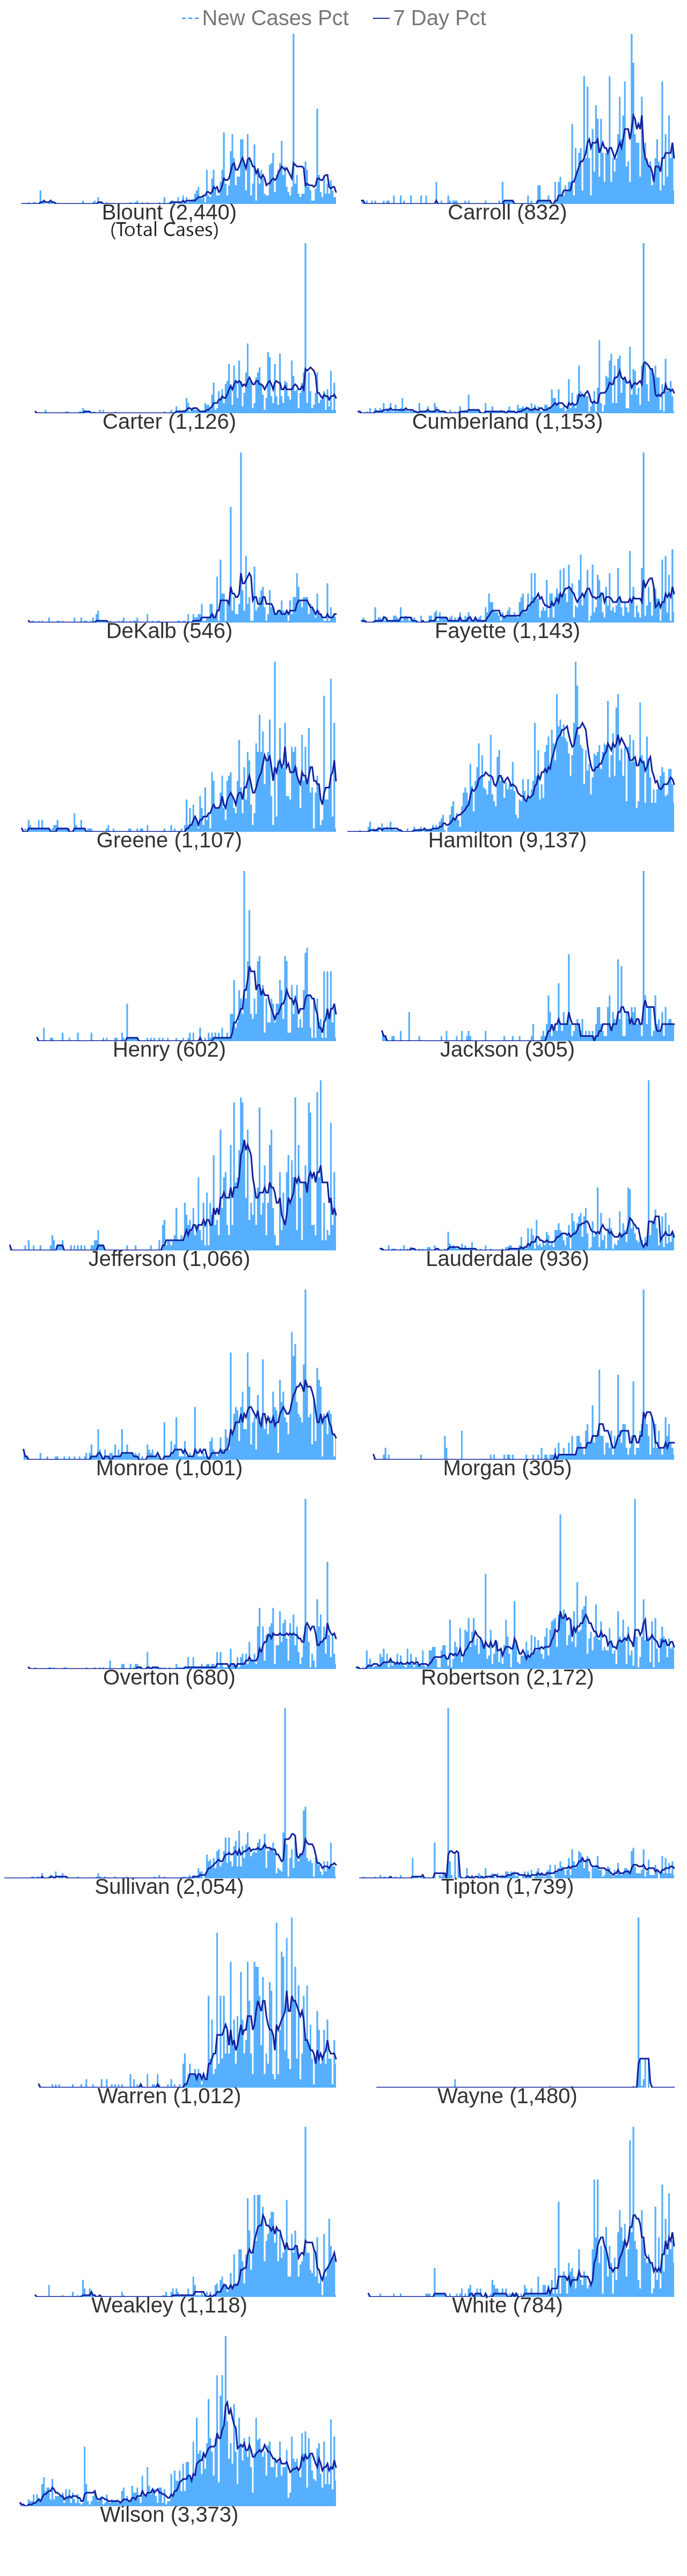 New Cases Pct 7 Day Pct
Blount (2,440) Carroll (832)
(Total Cases)
Carter (1,126) Cumberland (1,153)
DeKalb (546) Fayette (1,143)
Greene (1,107) Hamilton (9,137)
Henry (602) Jackson (305)
Jefferson (1,066) Lauderdale (936)
Monroe (1,001) Morgan (305)
Overton (680) Robertson (2,172)
Sullivan (2,054) Tipton (1,739)
Warren (1,012) Wayne (1,480)
Weakley (1,118) White (784)
Wilson (3,373)